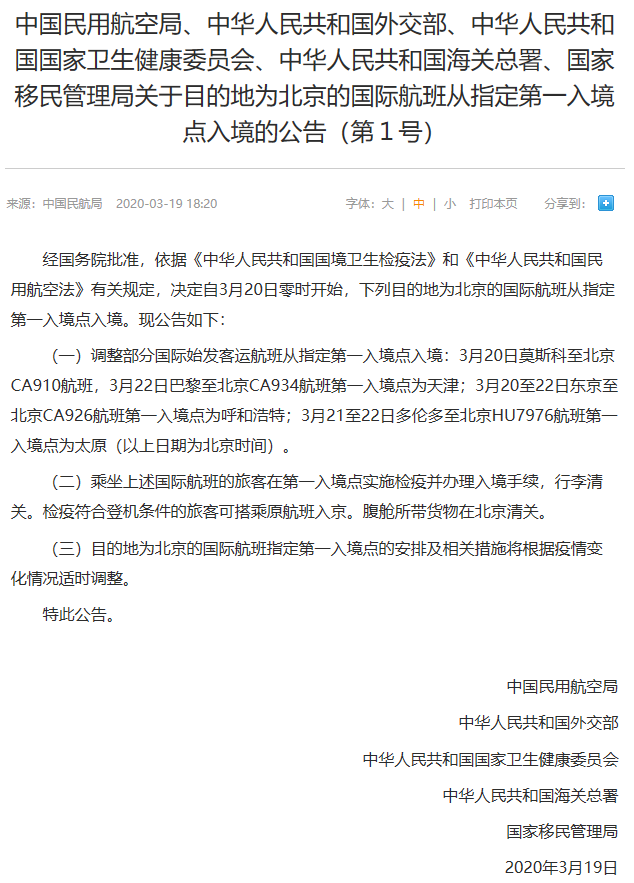 中国民用航空局、中华人民共和国外交部、中华人民共和
国国家卫生健康委员会、中华人民共和国海关总署、国家
移民管理局关于目的地为北京的国际航班从指定第一入境
点入境的公告（第１号）
来源：中国民航局 2020-03-19 18:20 字体：大 | 中 | 小 打印本页 分享到：
经国务院批准，依据《中华人民共和国国境卫生检疫法》和《中华人民共和国民
用航空法》有关规定，决定自3月20日零时开始，下列目的地为北京的国际航班从指定
第一入境点入境。现公告如下：
（一）调整部分国际始发客运航班从指定第一入境点入境：3月20日莫斯科至北京
CA910航班，3月22日巴黎至北京CA934航班第一入境点为天津；3月20至22日东京至
北京CA926航班第一入境点为呼和浩特；3月21至22日多伦多至北京HU7976航班第一
入境点为太原（以上日期为北京时间）。
（二）乘坐上述国际航班的旅客在第一入境点实施检疫并办理入境手续，行李清
关。检疫符合登机条件的旅客可搭乘原航班入京。腹舱所带货物在北京清关。
（三）目的地为北京的国际航班指定第一入境点的安排及相关措施将根据疫情变
化情况适时调整。
特此公告。
中国民用航空局
中华人民共和国外交部
中华人民共和国国家卫生健康委员会
中华人民共和国海关总署
国家移民管理局
2020年3月19日